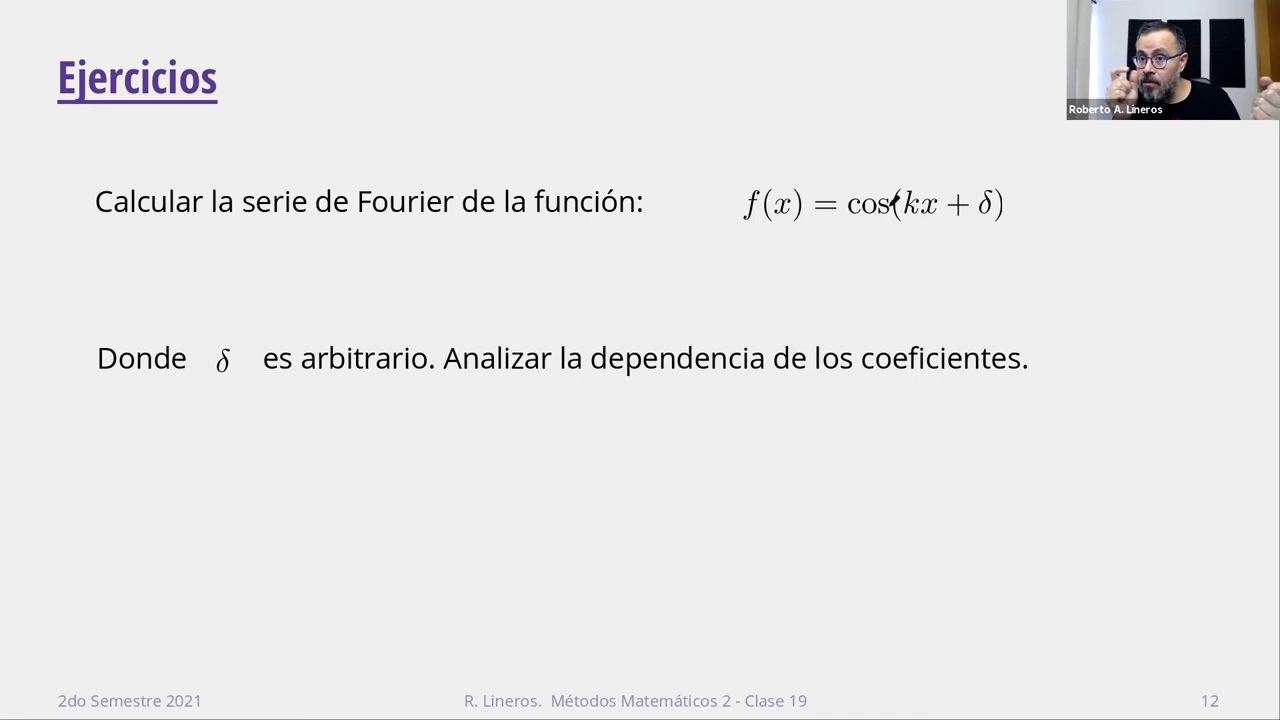 Ejercicios
Roberto A. Lineros
Calcular la serie de Fourier de la función: f(x) = cos(kx + δ)
Donde δ es arbitrario. Analizar la dependencia de los coeficientes.
2do Semestre 2021 R. Lineros. Métodos Matemáticos 2 - Clase 19 12